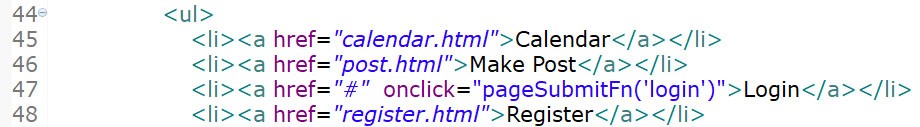 44 <ul>
45 <li><a href="calendar.html">Calendar</a></li>
46 <li><a href="post.html">Make Post</a></li>
47 <li><a href="#" onclick="pageSubmitFn('login')">Login</a></li>
48 <li><a href="register.html">Register</a></li>